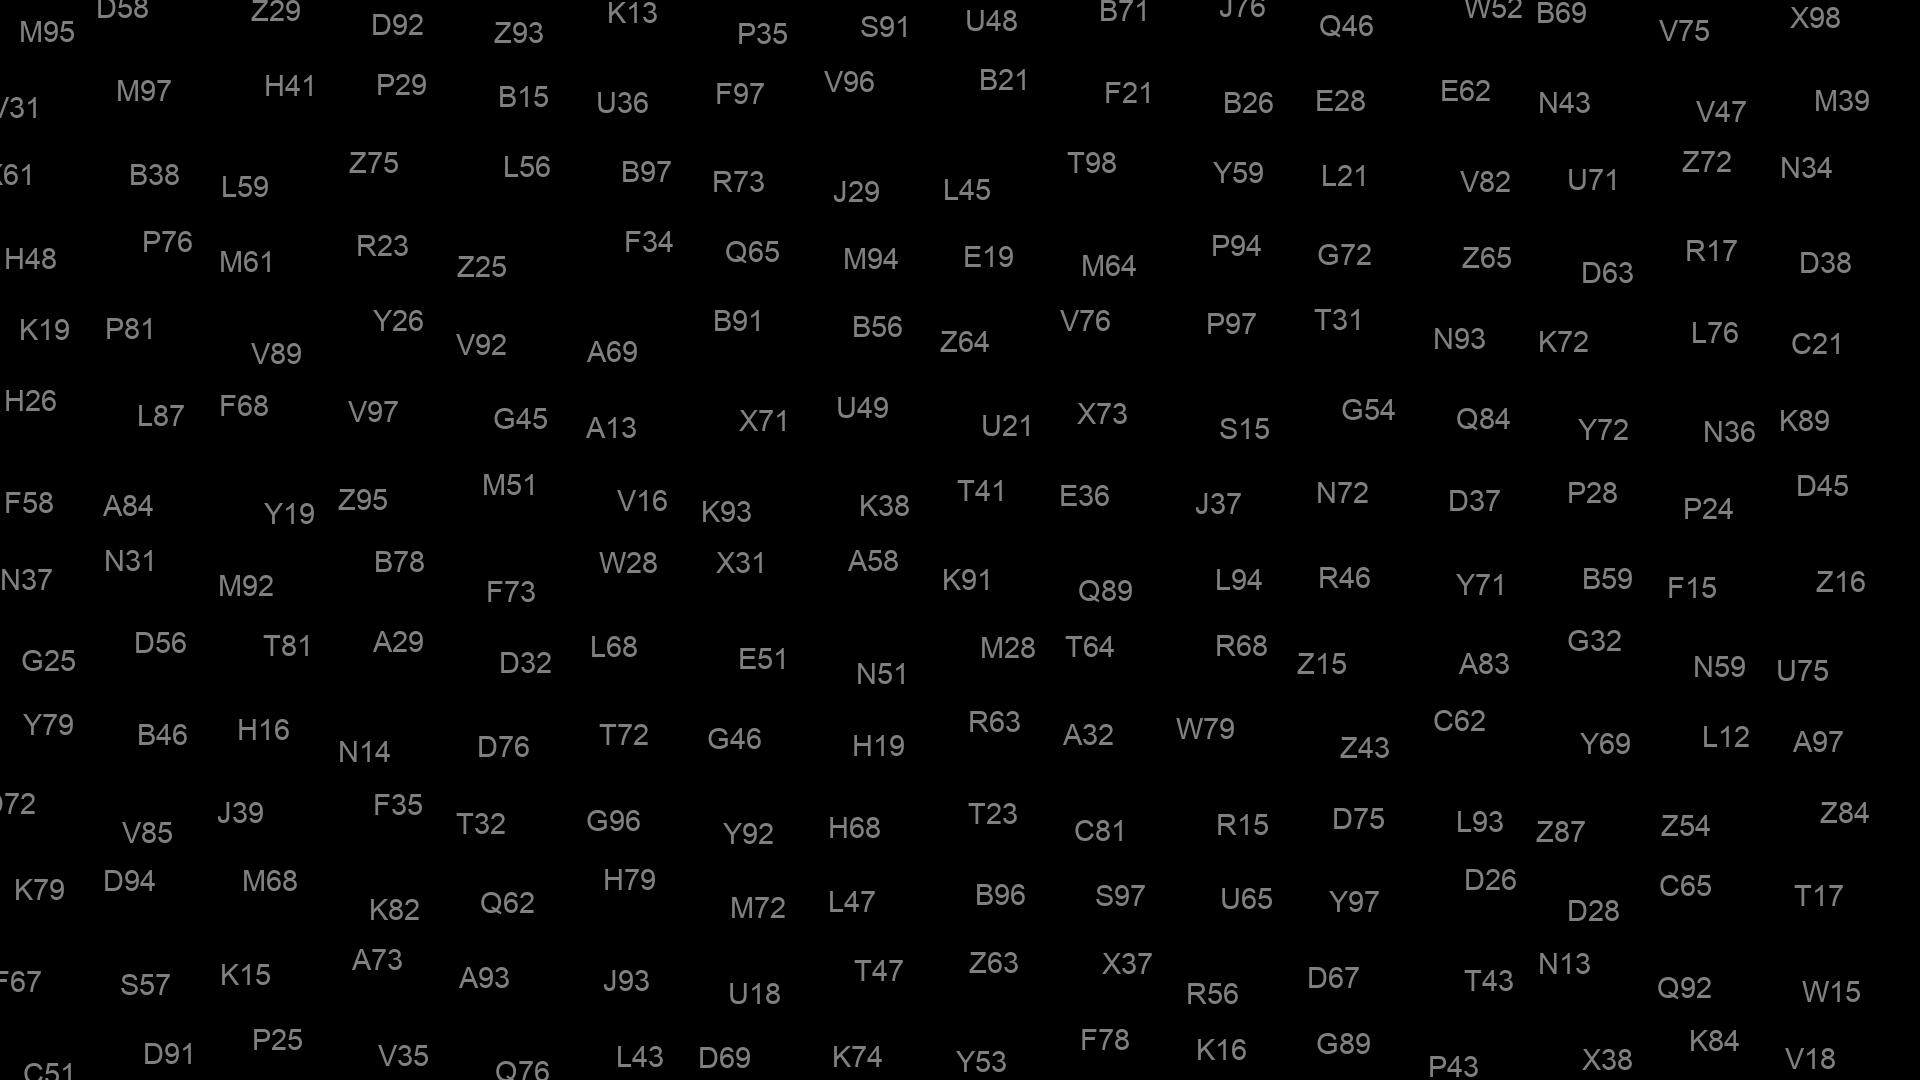 M95 D58 Z29 D92 Z93 K13 P35 S91 U48 B71 J76 Q46 W52 B69 V75 X98
V31 M97 H41 P29 B15 U36 F97 V96 B21 F21 B26 E28 E62 N43 V47 M39
B38 L59 Z75 L56 B97 R73 J29 L45 T98 Y59 L21 V82 U71 Z72 N34
H48 P76 M61 R23 Z25 F34 Q65 M94 E19 M64 P94 G72 Z65 D63 R17 D38
K19 P81 V89 Y26 V92 A69 B91 B56 Z64 V76 P97 T31 N93 K72 L76 C21
H26 L87 F68 V97 G45 A13 X71 U49 U21 X73 S15 G54 Q84 Y72 N36 K89
F58 A84 Y19 Z95 M51 V16 K93 K38 T41 E36 J37 N72 D37 P28 P24 D45
N37 N31 M92 B78 F73 W28 X31 A58 K91 Q89 L94 R46 Y71 B59 F15 Z16
G25 D56 T81 A29 D32 L68 E51 N51 M28 T64 R68 Z15 A83 G32 N59 U75
Y79 B46 H16 N14 D76 T72 G46 H19 R63 A32 W79 Z43 C62 Y69 L12 A97
V85 J39 F35 T32 G96 Y92 H68 T23 C81 R15 D75 L93 Z87 Z54 Z84
K79 D94 M68 K82 Q62 H79 M72 L47 B96 S97 U65 Y97 D26 D28 C65 T17
F67 S57 K15 A73 A93 J93 U18 T47 Z63 X37 R56 D67 T43 N13 Q92 W15
C51 D91 P25 V35 Q76 L43 D69 K74 Y53 F78 K16 G89 P43 X38 K84 V18